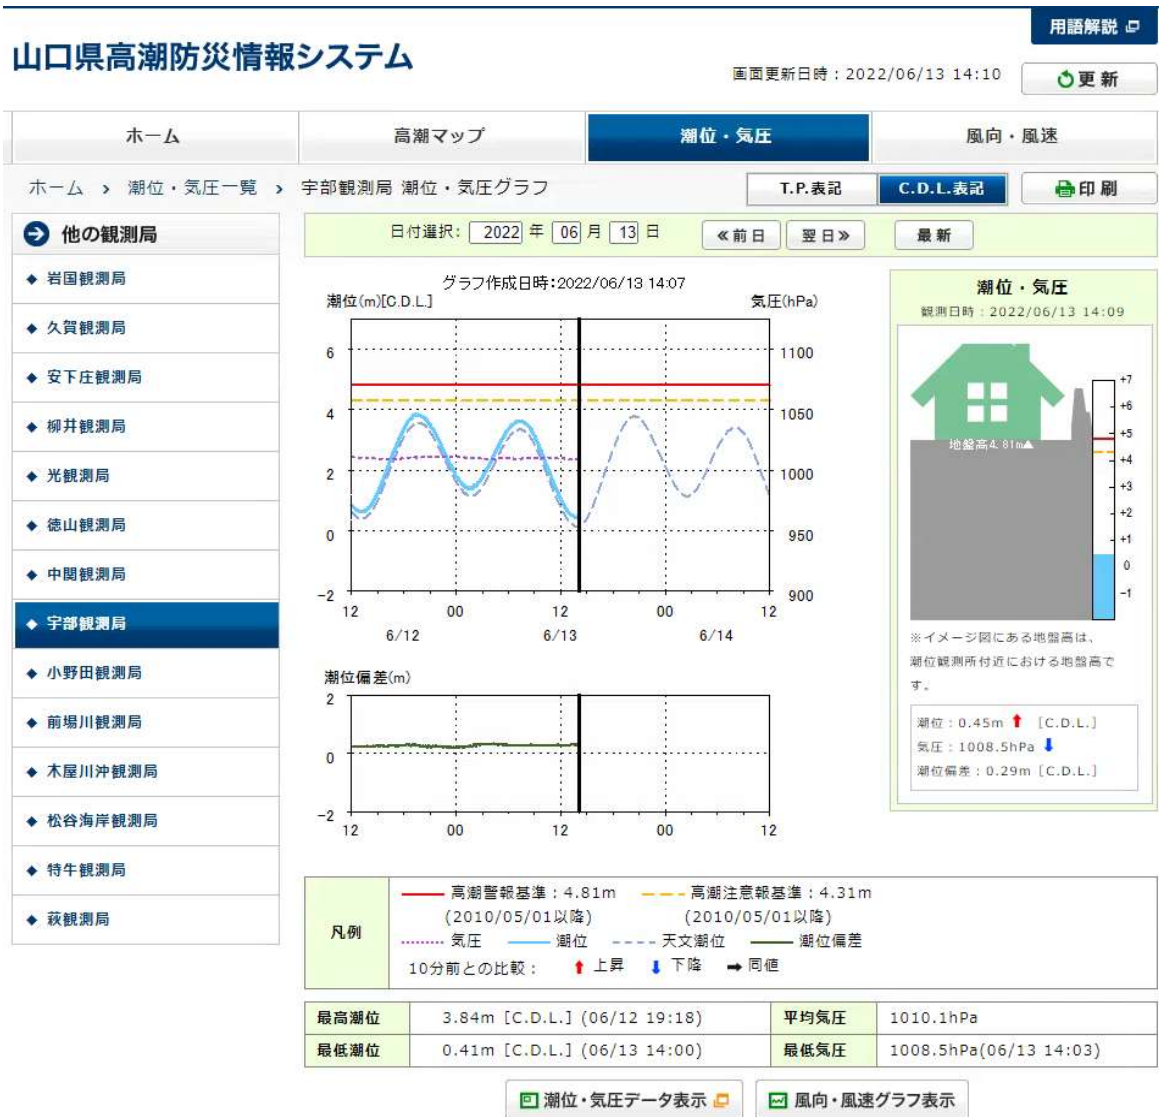 用語解説
山口県高潮防災情報システム
画面更新日時：2022/06/13 14:10
更新
ホーム
高潮マップ
潮位・気圧
風向・風速
ホーム › 潮位・気圧一覧 › 宇部観測局 潮位・気圧グラフ
T.P.表記
C.D.L.表記
印刷
他の観測局
岩国観測局
久賀観測局
安下庄観測局
柳井観測局
光観測局
徳山観測局
中関観測局
宇部観測局
小野田観測局
前場川観測局
木屋川沖観測局
松谷海岸観測局
特牛観測局
萩観測局
日付選択: 2022 年 06 月 13 日
≪前日
翌日≫
最新
グラフ作成日時:2022/06/13 14:07
潮位(m)[C.D.L.]
気圧(hPa)
6
4
2
0
-2
1100
1050
1000
950
900
12 00 12 00 12
6/12 6/13 6/14
潮位偏差(m)
2
0
-2
12 00 12 00 12
潮位・気圧
観測日時：2022/06/13 14:09
地盤高4.81m▲
+7
+6
+5
+4
+3
+2
+1
0
-1
※イメージ図にある地盤高は、
潮位観測所付近における地盤高で
す。
潮位：0.45m ⬆ [C.D.L.]
気圧：1008.5hPa ⬇
潮位偏差：0.29m [C.D.L.]
凡例
高潮警報基準：4.81m 高潮注意報基準：4.31m
(2010/05/01以降) (2010/05/01以降)
気圧 潮位 天文潮位 潮位偏差
10分前との比較： ⬆ 上昇 ⬇ 下降 ➡ 同値
最高潮位 3.84m [C.D.L.] (06/12 19:18) 平均気圧 1010.1hPa
最低潮位 0.41m [C.D.L.] (06/13 14:00) 最低気圧 1008.5hPa(06/13 14:03)
潮位・気圧データ表示
風向・風速グラフ表示